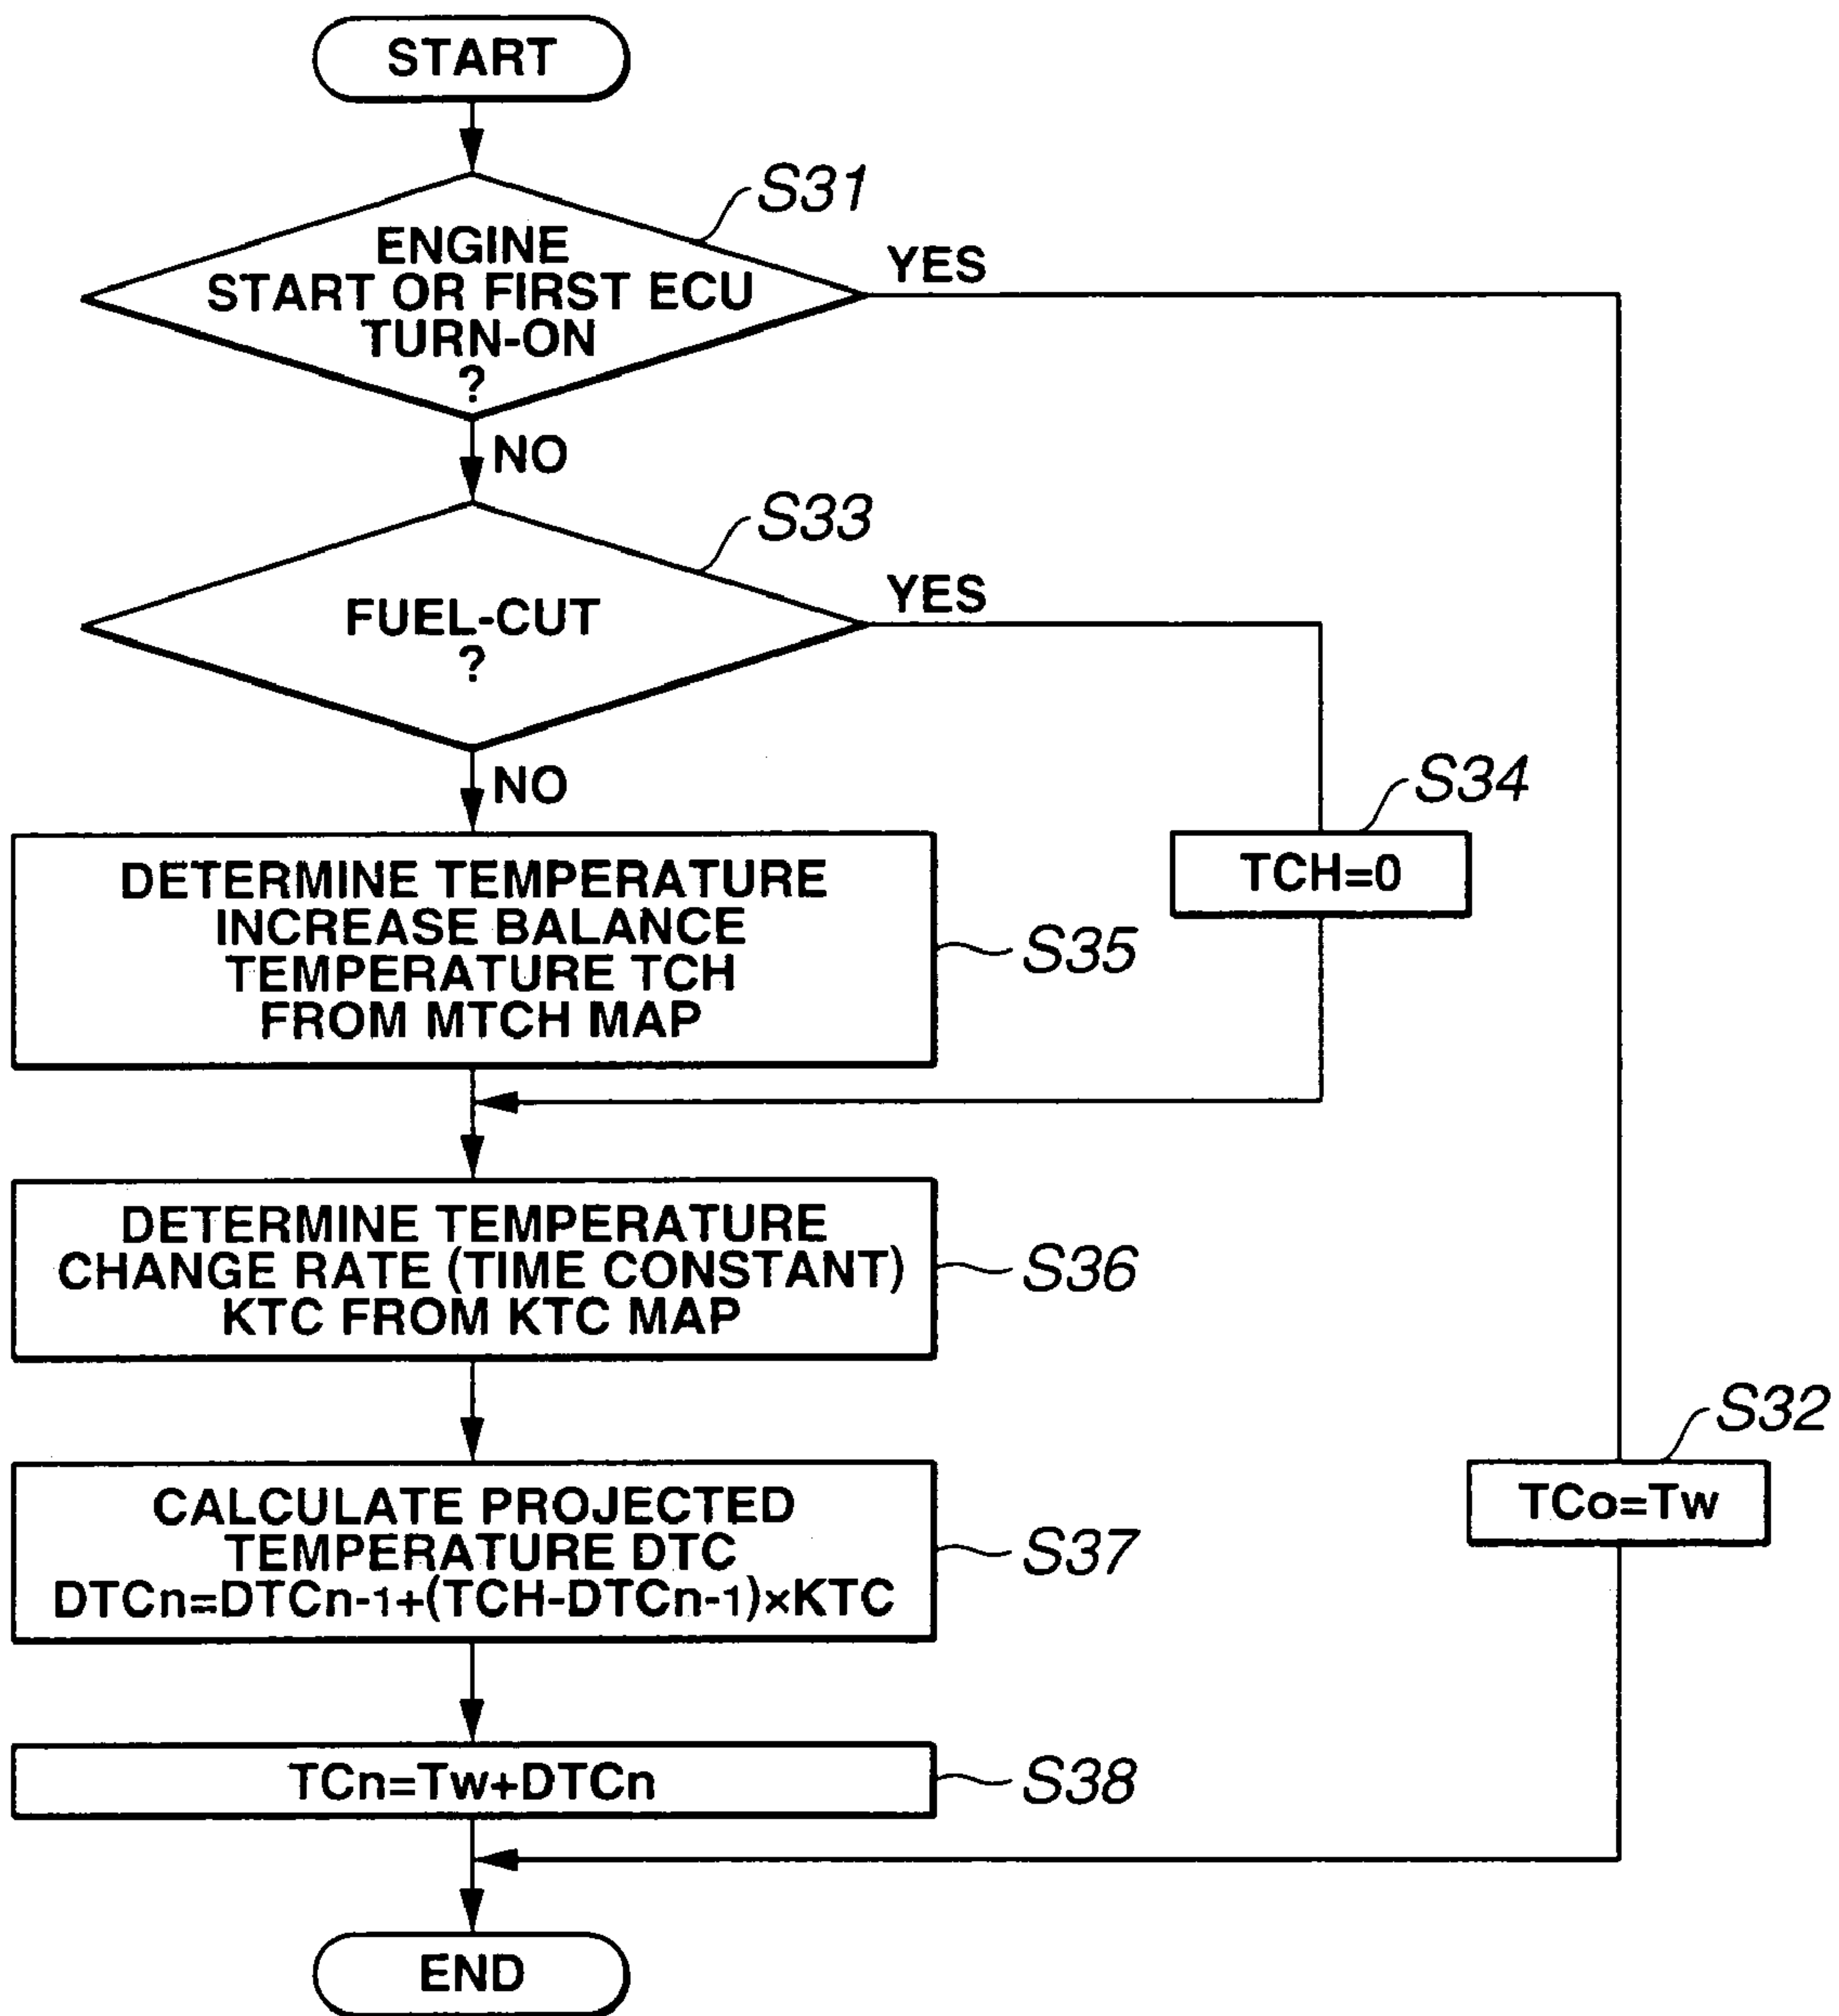 START
S31
ENGINE
START OR FIRST ECU
TURN-ON
?
YES
NO
S33
FUEL-CUT
?
YES
NO
S34
TCH=0
DETERMINE TEMPERATURE
INCREASE BALANCE
TEMPERATURE TCH
FROM MTCH MAP
S35
DETERMINE TEMPERATURE
CHANGE RATE (TIME CONSTANT)
KTC FROM KTC MAP
S36
S32
TCo=Tw
CALCULATE PROJECTED
TEMPERATURE DTC
DTCn=DTCn-1+(TCH-DTCn-1)×KTC
S37
TCn=Tw+DTCn
S38
END